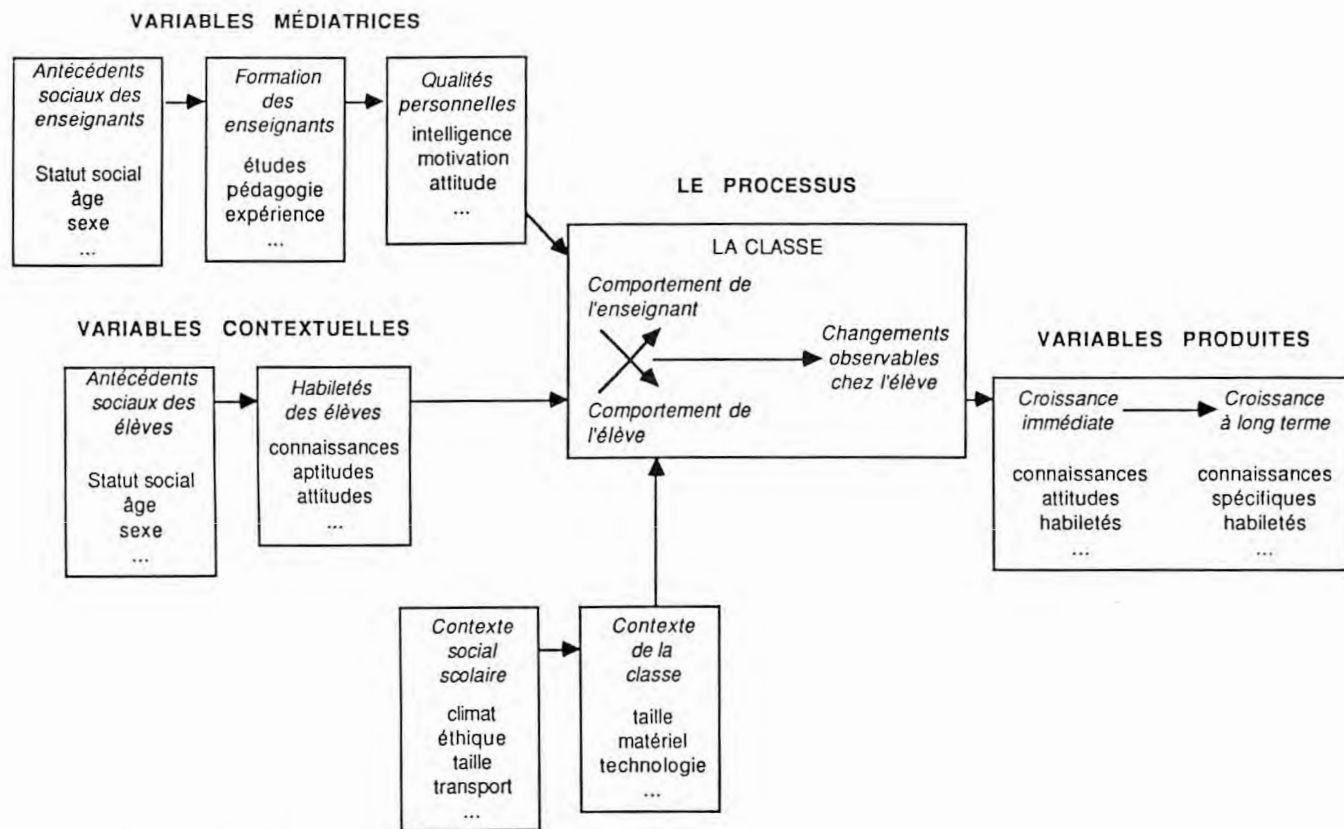 VARIABLES MÉDIATRICES
Antécédents
sociaux des
enseignants
Statut social
âge
sexe
...
Formation
des
enseignants
études
pédagogie
expérience
...
Qualités
personnelles
intelligence
motivation
attitude
...
LE PROCESSUS
LA CLASSE
Comportement de
l'enseignant
Changements
observables
chez l'élève
Comportement de
l'élève
VARIABLES CONTEXTUELLES
Antécédents
sociaux des
élèves
Statut social
âge
sexe
...
Habiletés
des élèves
connaissances
aptitudes
attitudes
...
VARIABLES PRODUITES
Croissance
immédiate
connaissances
attitudes
habiletés
...
Croissance
à long terme
connaissances
spécifiques
habiletés
...
Contexte
social
scolaire
climat
éthique
taille
transport
...
Contexte
de la
classe
taille
matériel
technologie
...